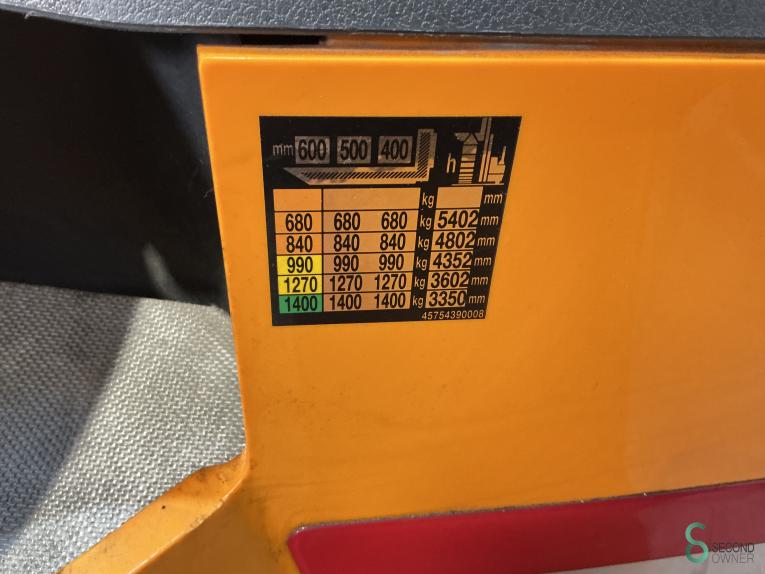 mm 600 500 400
h
kg mm
680 680 680 kg 5402 mm
840 840 840 kg 4802 mm
990 990 990 kg 4352 mm
1270 1270 1270 kg 3602 mm
1400 1400 1400 kg 3350 mm
45754390008
SECOND
OWNER